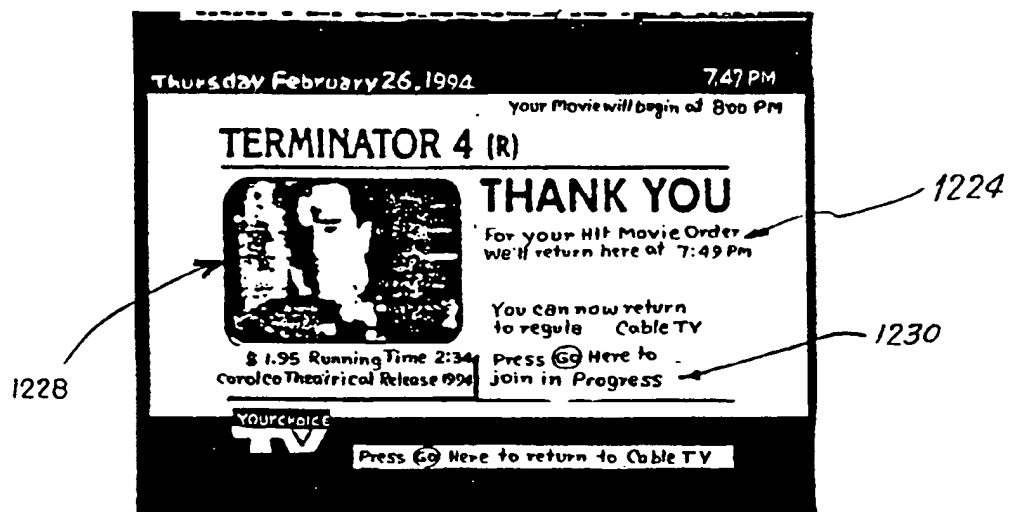 Thursday February 26, 1994 7,47 PM
Your Movie will begin at 8:00 PM
TERMINATOR 4 (R)
THANK YOU
For your Hit Movie Order
We'll return here at 7:49 PM
You can now return
to regula Cable TV
$ 1.95 Running Time 2:34
Carolco Theatrical Release 1994
Press Go Here to
join in Progress
YOUR CHOICE
TV
Press Go Here to return to Cable TV
1224
1228
1230